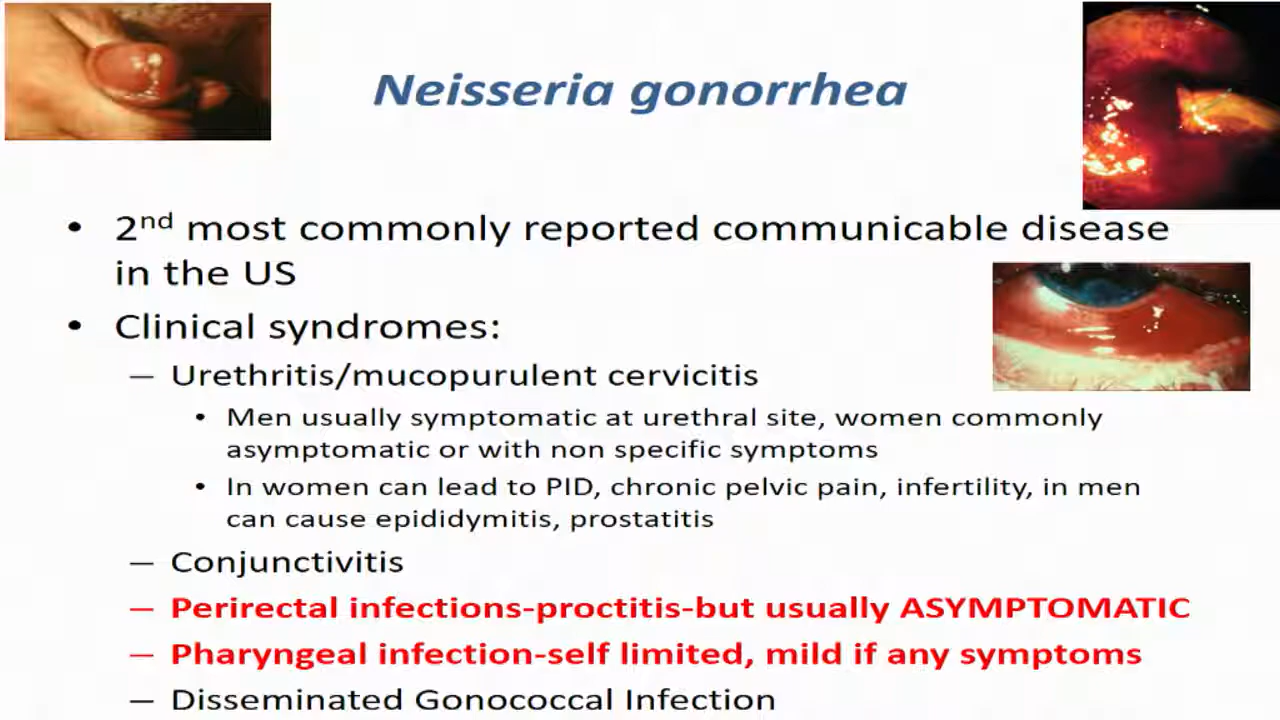 Neisseria gonorrhea
• 2nd most commonly reported communicable disease
in the US
• Clinical syndromes:
– Urethritis/mucopurulent cervicitis
• Men usually symptomatic at urethral site, women commonly
asymptomatic or with non specific symptoms
• In women can lead to PID, chronic pelvic pain, infertility, in men
can cause epididymitis, prostatitis
– Conjunctivitis
– Perirectal infections-proctitis-but usually ASYMPTOMATIC
– Pharyngeal infection-self limited, mild if any symptoms
– Disseminated Gonococcal Infection